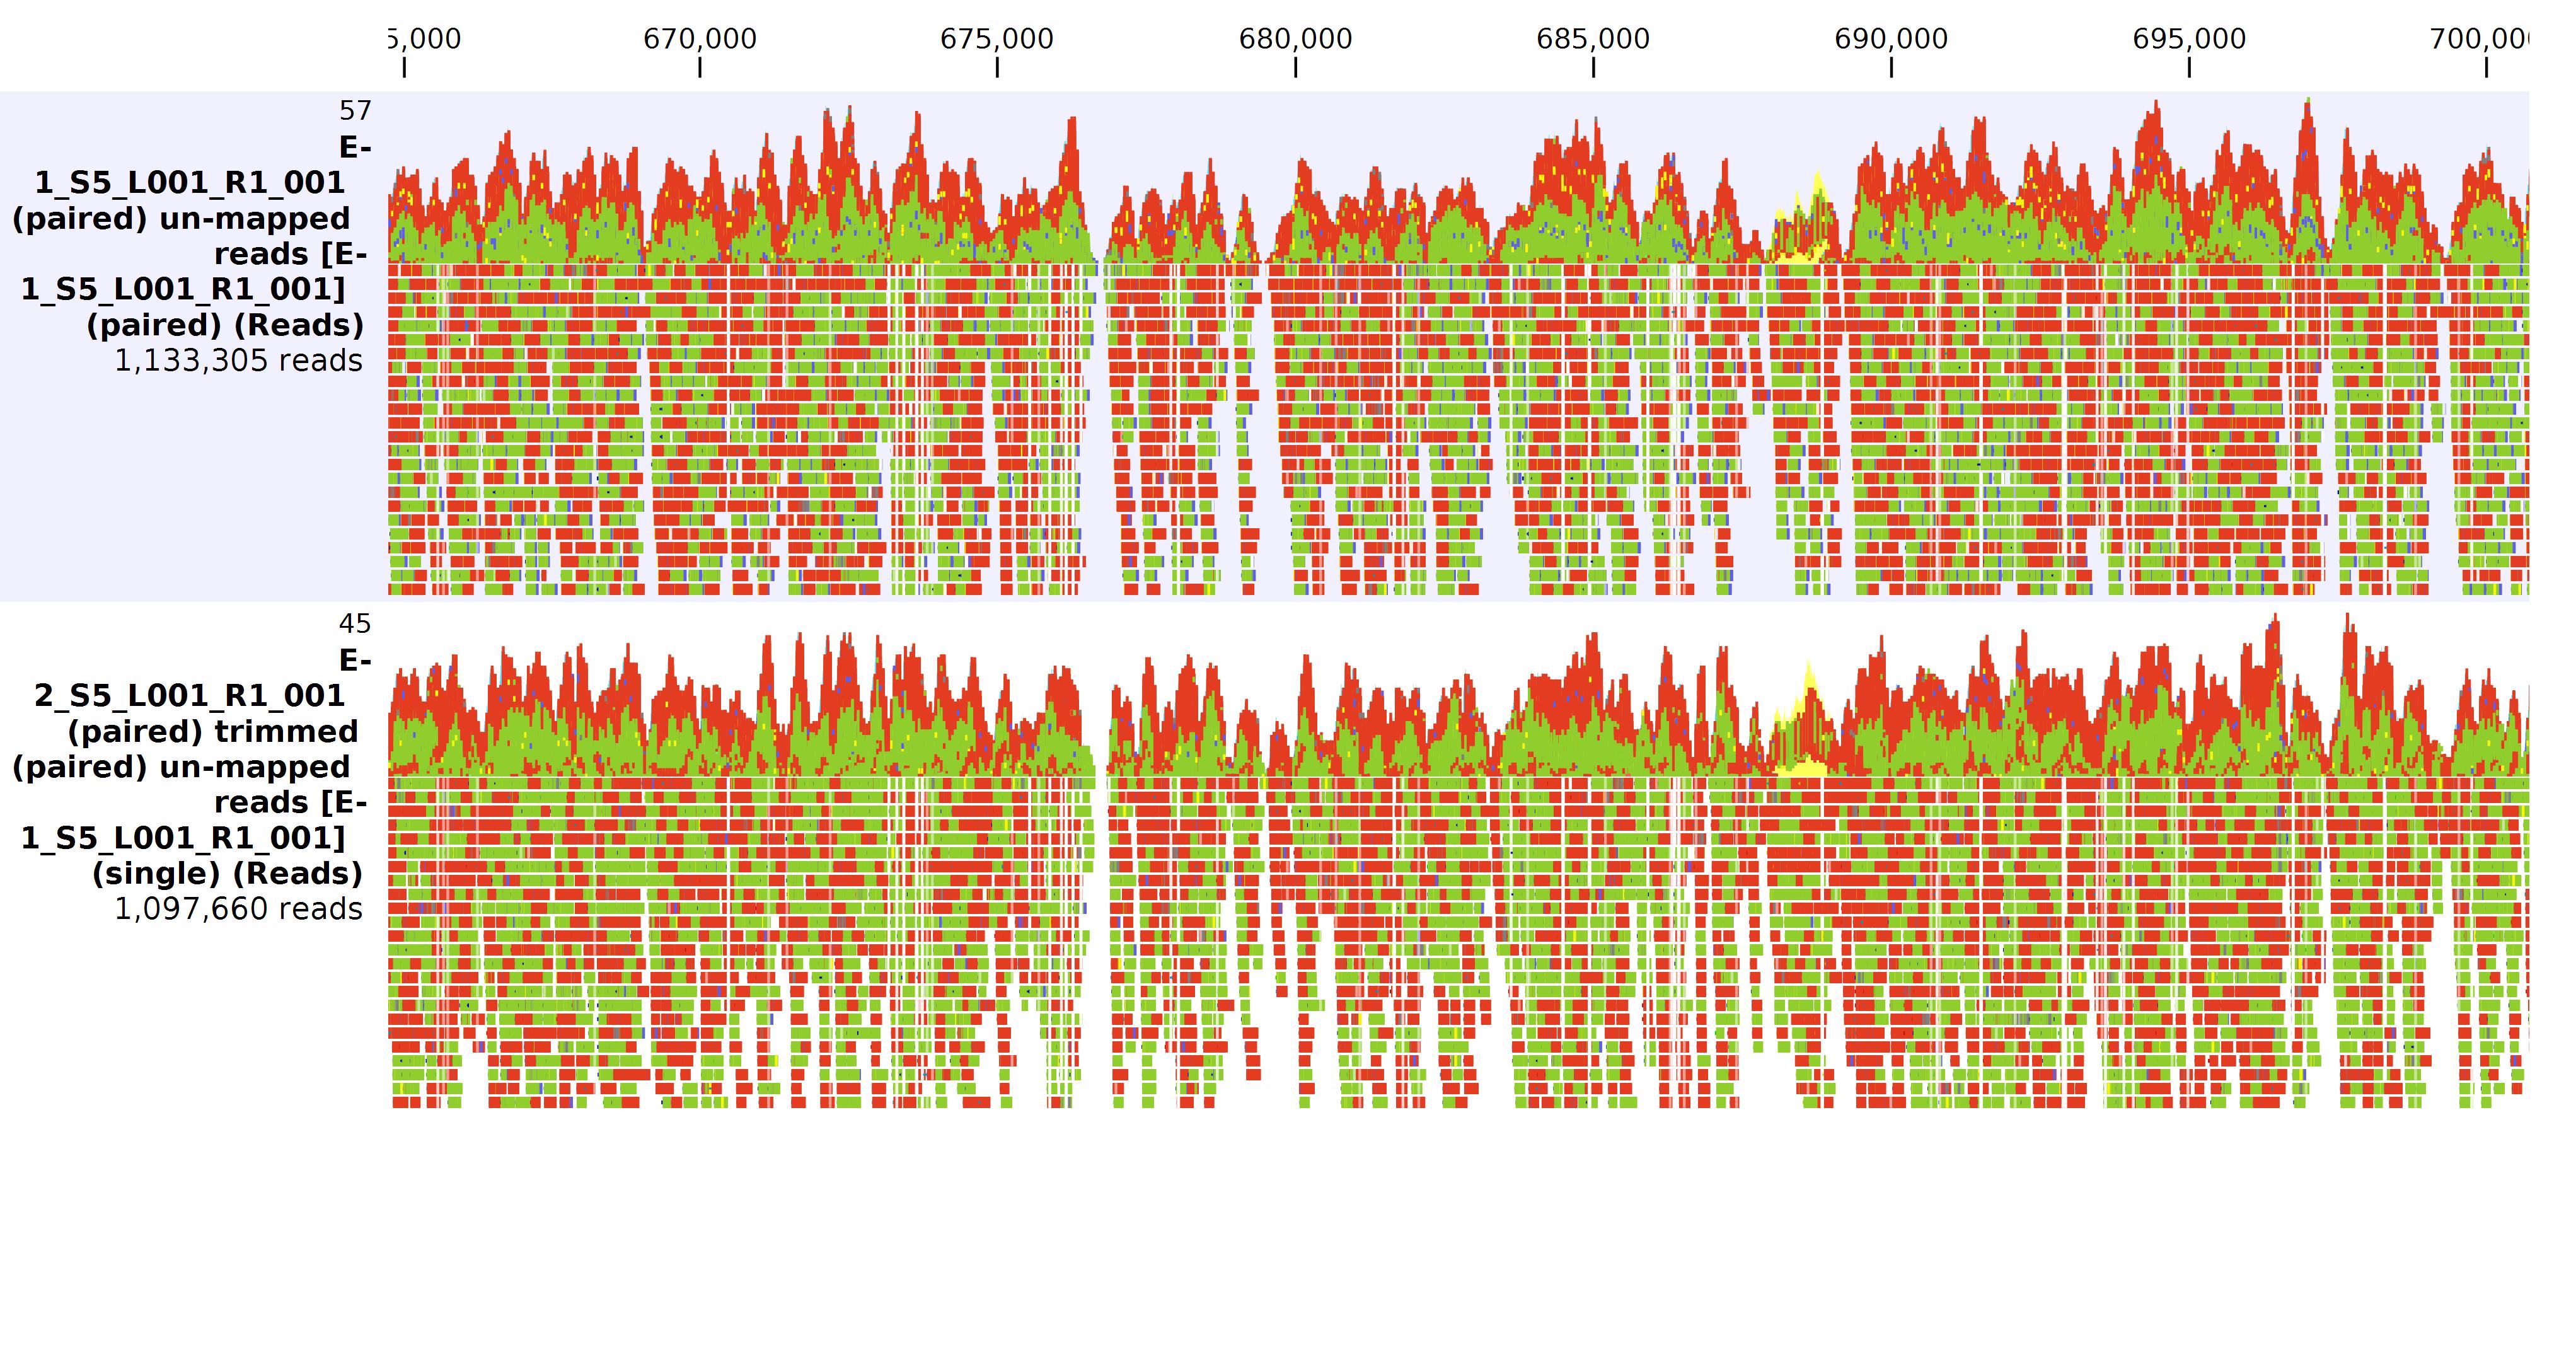 5,000 670,000 675,000 680,000 685,000 690,000 695,000 700,00
57
E-
1_S5_L001_R1_001
(paired) un-mapped
reads [E-
1_S5_L001_R1_001]
(paired) (Reads)
1,133,305 reads
45
E-
2_S5_L001_R1_001
(paired) trimmed
(paired) un-mapped
reads [E-
1_S5_L001_R1_001]
(single) (Reads)
1,097,660 reads